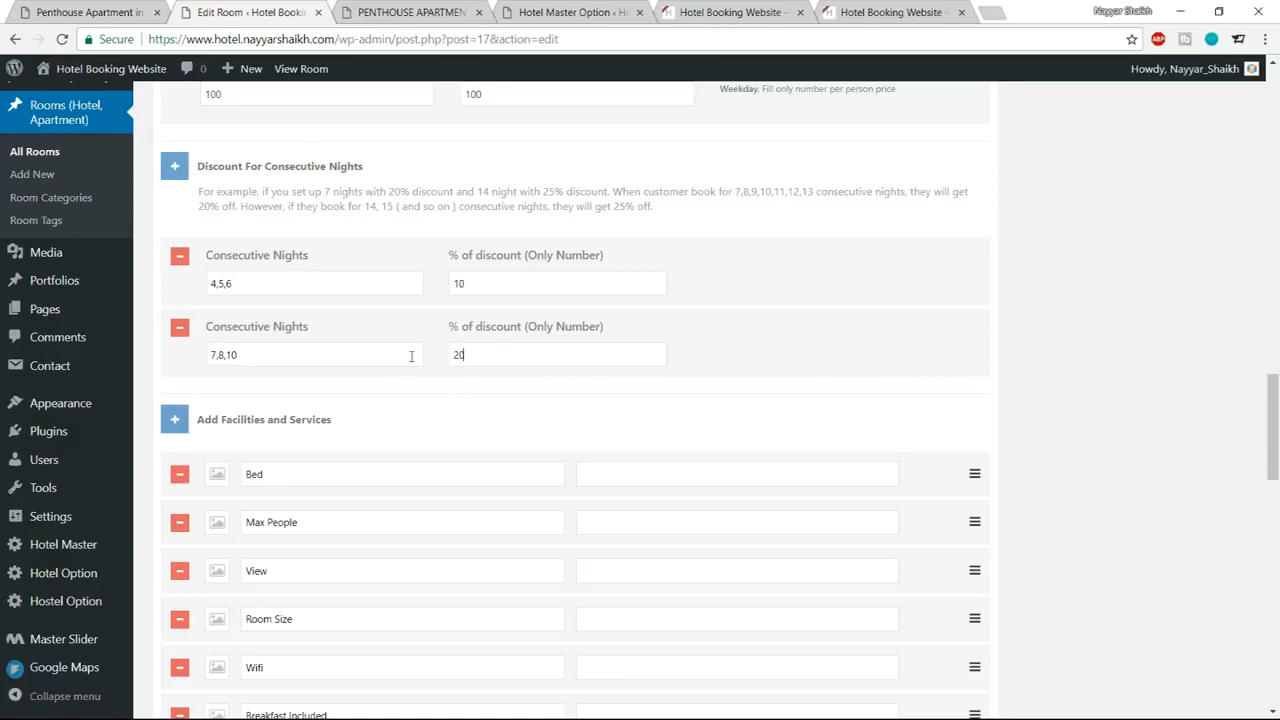 Penthouse Apartment in
Edit Room ‹ Hotel Bookin
PENTHOUSE APARTMEN
Hotel Master Option ‹ H
Hotel Booking Website –
Hotel Booking Website –
Nayyar Shaikh
Secure
https://www.hotel.nayyarshaikh.com/wp-admin/post.php?post=17&action=edit
ABP
Hotel Booking Website
0
New
View Room
Howdy, Nayyar_Shaikh
Rooms (Hotel,
Apartment)
All Rooms
Add New
Room Categories
Room Tags
Media
Portfolios
Pages
Comments
Contact
Appearance
Plugins
Users
Tools
Settings
Hotel Master
Hotel Option
Hostel Option
Master Slider
Google Maps
Collapse menu
100
100
Weekday. Fill only number per person price
Discount For Consecutive Nights
For example, if you set up 7 nights with 20% discount and 14 night with 25% discount. When customer book for 7,8,9,10,11,12,13 consecutive nights, they will get
20% off. However, if they book for 14, 15 ( and so on ) consecutive nights, they will get 25% off.
Consecutive Nights
% of discount (Only Number)
4,5,6
10
Consecutive Nights
% of discount (Only Number)
7,8,10
20
Add Facilities and Services
Bed
Max People
View
Room Size
Wifi
Breakfast Included